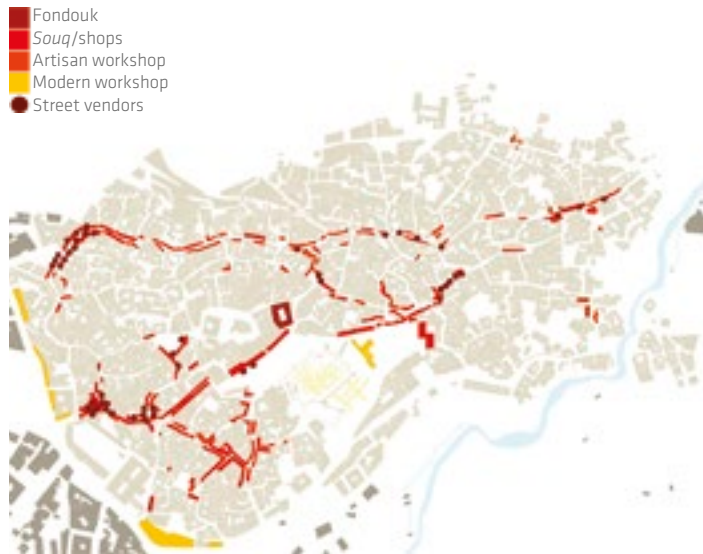 Fondouk
Souq/shops
Artisan workshop
Modern workshop
Street vendors